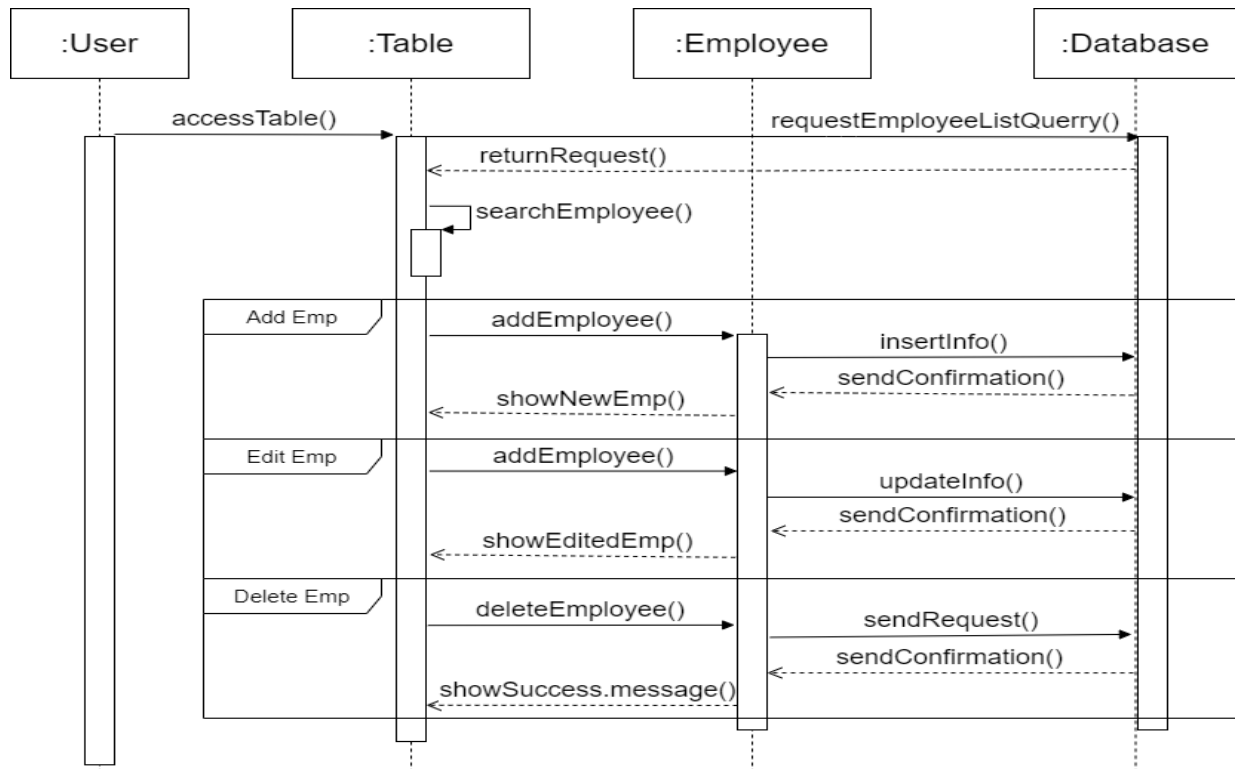 :User
:Table
:Employee
:Database
accessTable()
requestEmployeeListQuerry()
returnRequest()
searchEmployee()
Add Emp
addEmployee()
insertInfo()
sendConfirmation()
showNewEmp()
Edit Emp
addEmployee()
updateInfo()
sendConfirmation()
showEditedEmp()
Delete Emp
deleteEmployee()
sendRequest()
sendConfirmation()
showSuccess.message()